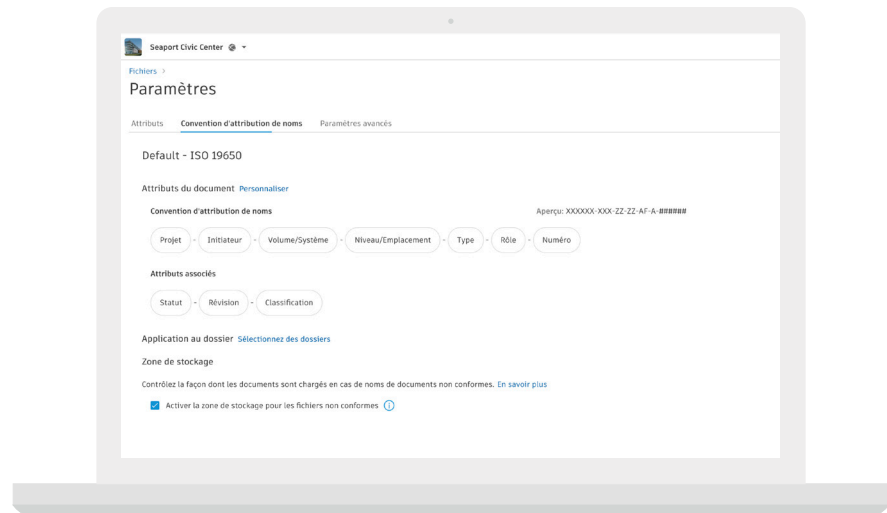 Seaport Civic Center
Fichiers >
Paramètres
Attributs Convention d'attribution de noms Paramètres avancés
Default - ISO 19650
Attributs du document Personnaliser
Convention d'attribution de noms Aperçu: XXXXXX-XXX-ZZ-ZZ-AF-A-######
Projet - Initiateur - Volume/Système - Niveau/Emplacement - Type - Rôle - Numéro
Attributs associés
Statut - Révision - Classification
Application au dossier Sélectionnez des dossiers
Zone de stockage
Contrôlez la façon dont les documents sont chargés en cas de noms de documents non conformes. En savoir plus
Activer la zone de stockage pour les fichiers non conformes